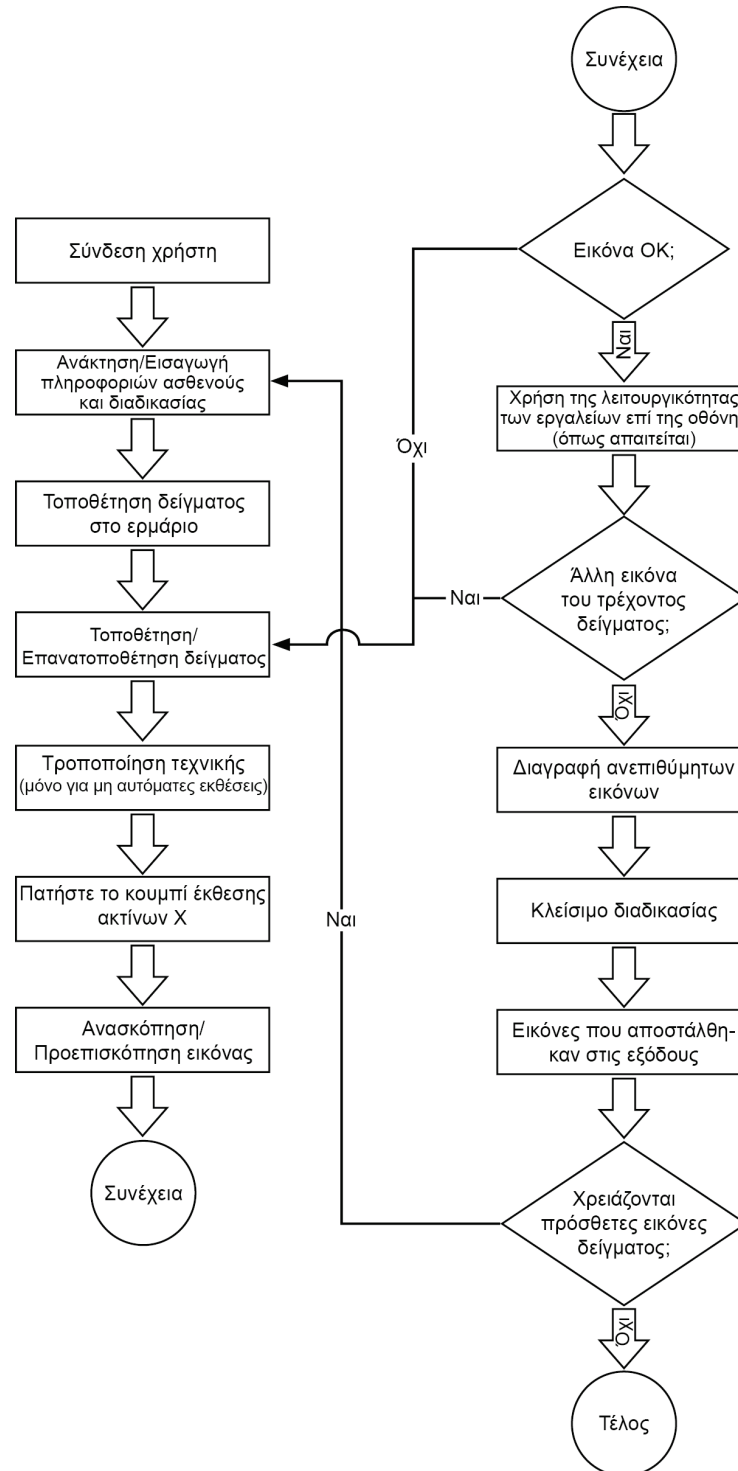 Σύνδεση χρήστη
Ανάκτηση/Εισαγωγή
πληροφοριών ασθενούς
και διαδικασίας
Τοποθέτηση δείγματος
στο ερμάριο
Τοποθέτηση/
Επανατοποθέτηση δείγματος
Τροποποίηση τεχνικής
(μόνο για μη αυτόματες εκθέσεις)
Πατήστε το κουμπί έκθεσης
ακτίνων Χ
Ανασκόπηση/
Προεπισκόπηση εικόνας
Συνέχεια
Συνέχεια
Εικόνα OK;
Όχι
Ναι
Χρήση της λειτουργικότητας
των εργαλείων επί της οθόνη
(όπως απαιτείται)
Άλλη εικόνα
του τρέχοντος
δείγματος;
Ναι
Όχι
Διαγραφή ανεπιθύμητων
εικόνων
Κλείσιμο διαδικασίας
Εικόνες που αποστάλθη-
καν στις εξόδους
Χρειάζονται
πρόσθετες εικόνες
δείγματος;
Ναι
Όχι
Τέλος